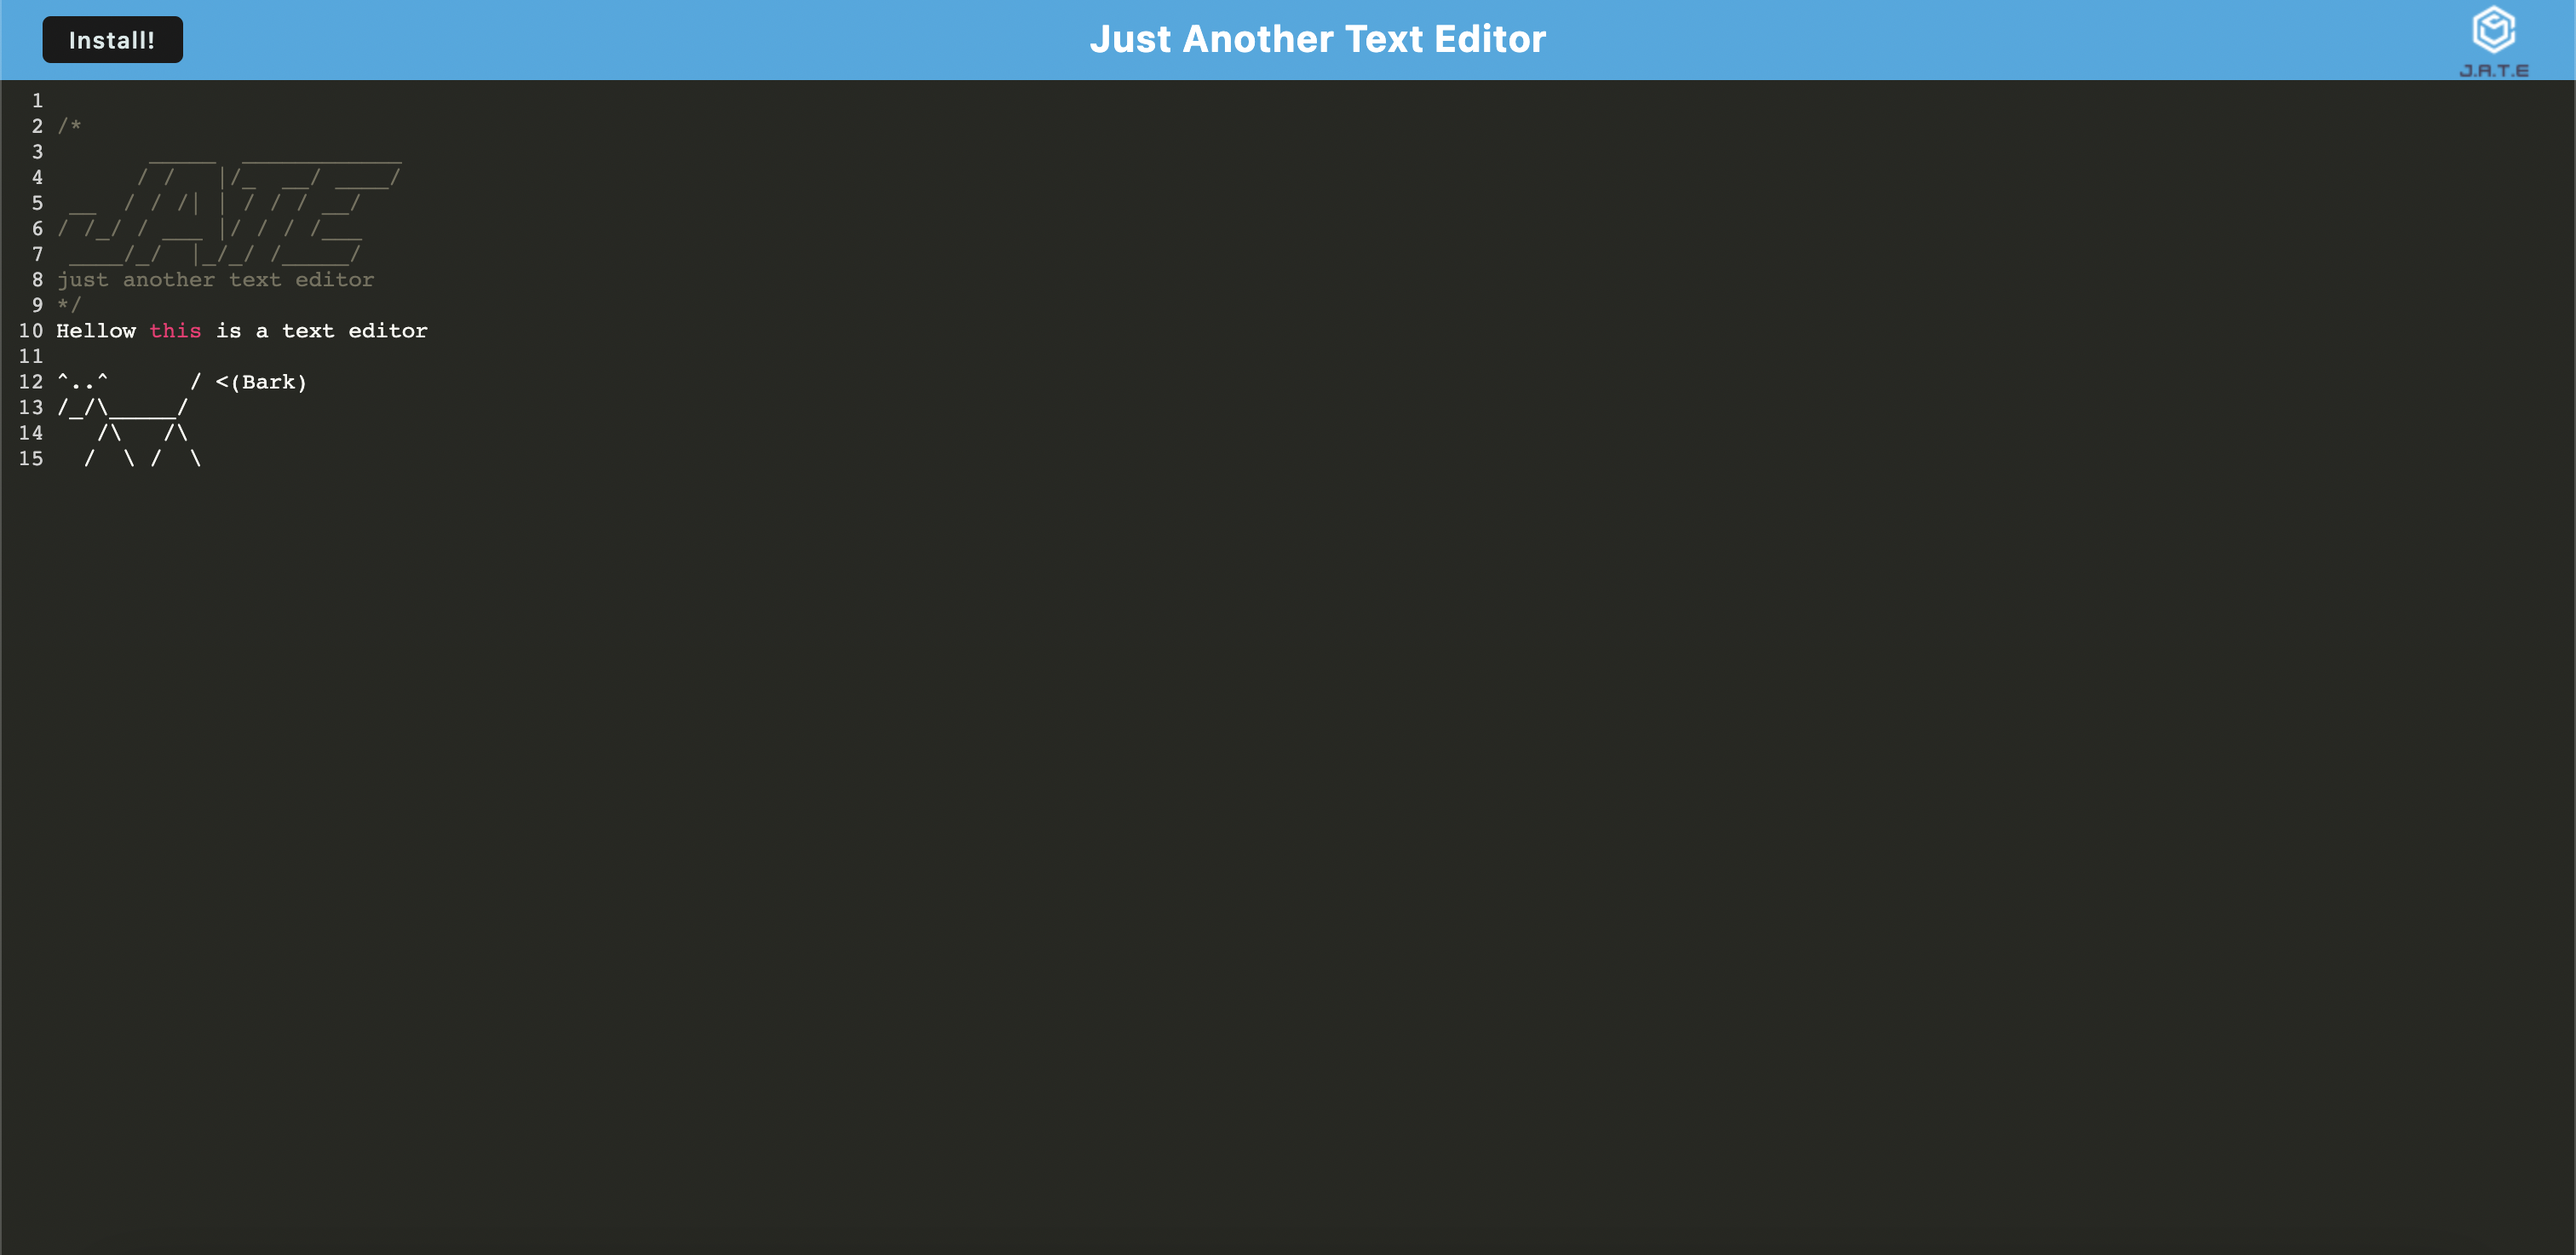 Install!
Just Another Text Editor
J.A.T.E
1
2 /*
3        ______  ____________
4       / /   |/_  __/ ____/
5  __  / / /| | / / / __/
6 / /_/ / ___ |/ / / /___
7  ____/_/  |_/_/ /_____/
8 just another text editor
9 */
10 Hellow this is a text editor
11
12 ^..^      / <(Bark)
13 /_/\_____/
14    /\   /\
15   /  \ /  \